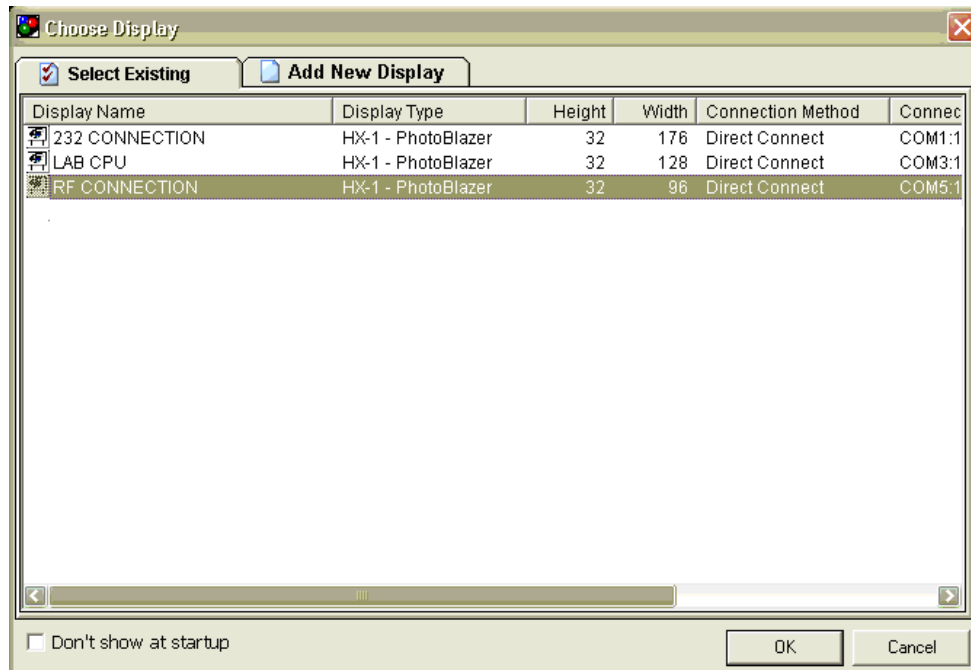 Choose Display
Select Existing Add New Display
Display Name Display Type Height Width Connection Method Connec
232 CONNECTION HX-1 - PhotoBlazer 32 176 Direct Connect COM1:1
LAB CPU HX-1 - PhotoBlazer 32 128 Direct Connect COM3:1
RF CONNECTION HX-1 - PhotoBlazer 32 96 Direct Connect COM5:1
Don't show at startup OK Cancel